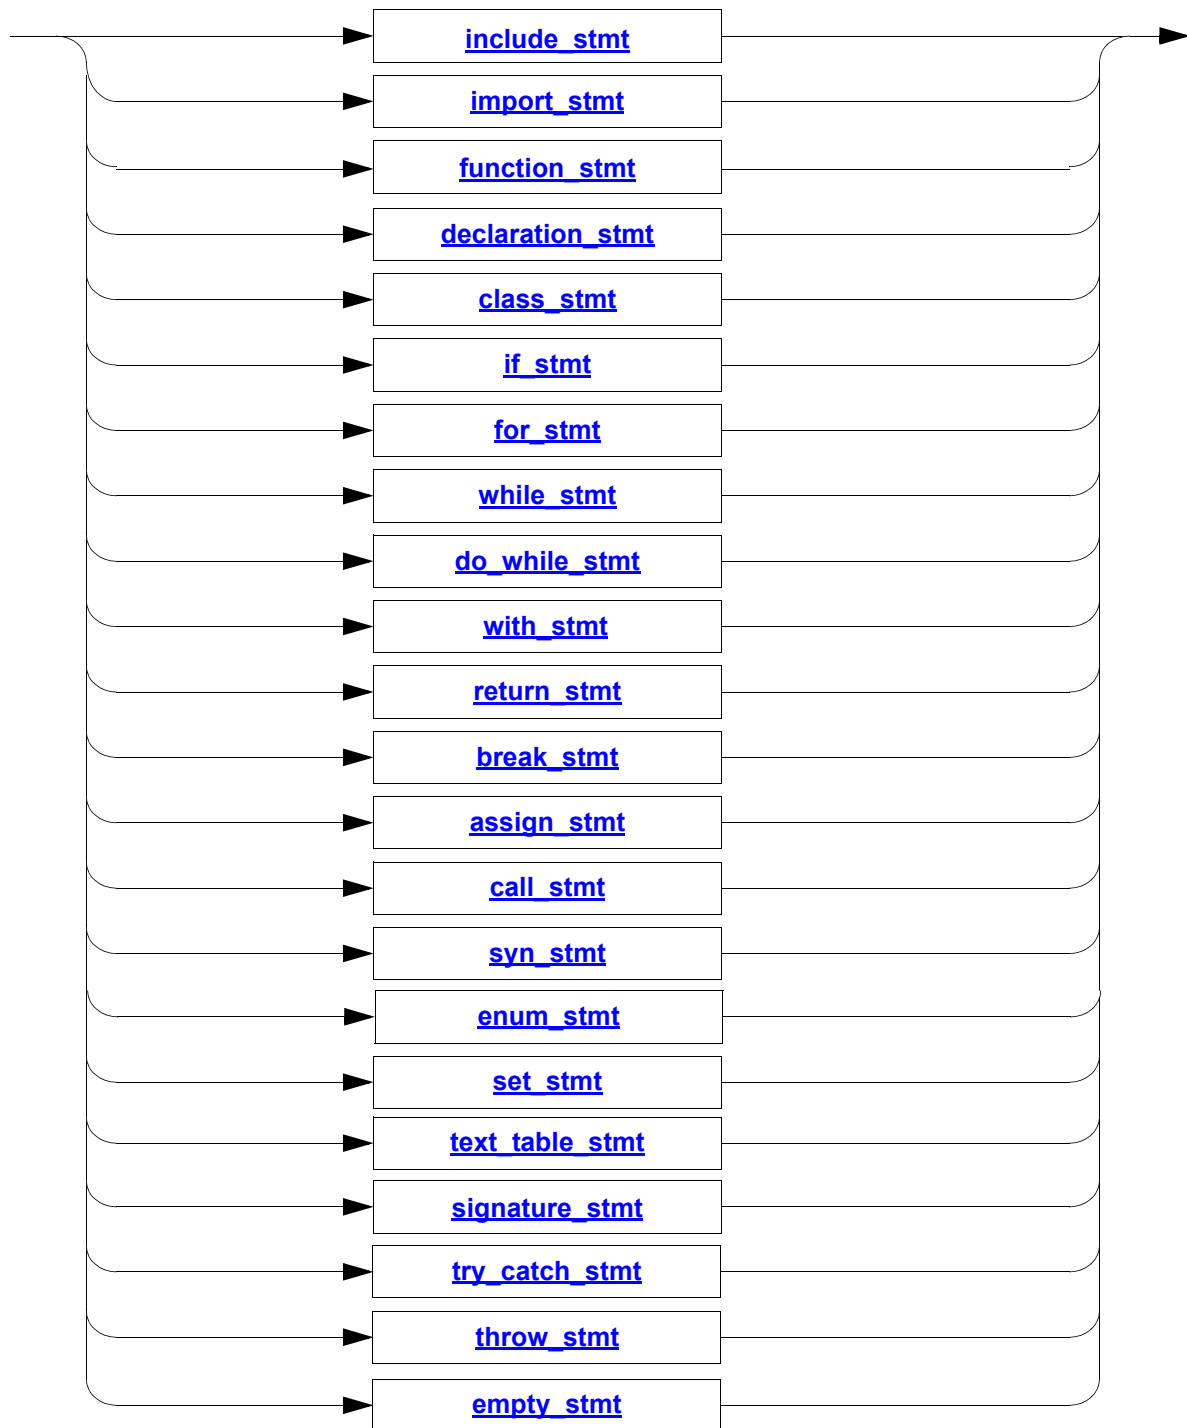 include_stmt
import_stmt
function_stmt
declaration_stmt
class_stmt
if_stmt
for_stmt
while_stmt
do_while_stmt
with_stmt
return_stmt
break_stmt
assign_stmt
call_stmt
syn_stmt
enum_stmt
set_stmt
text_table_stmt
signature_stmt
try_catch_stmt
throw_stmt
empty_stmt